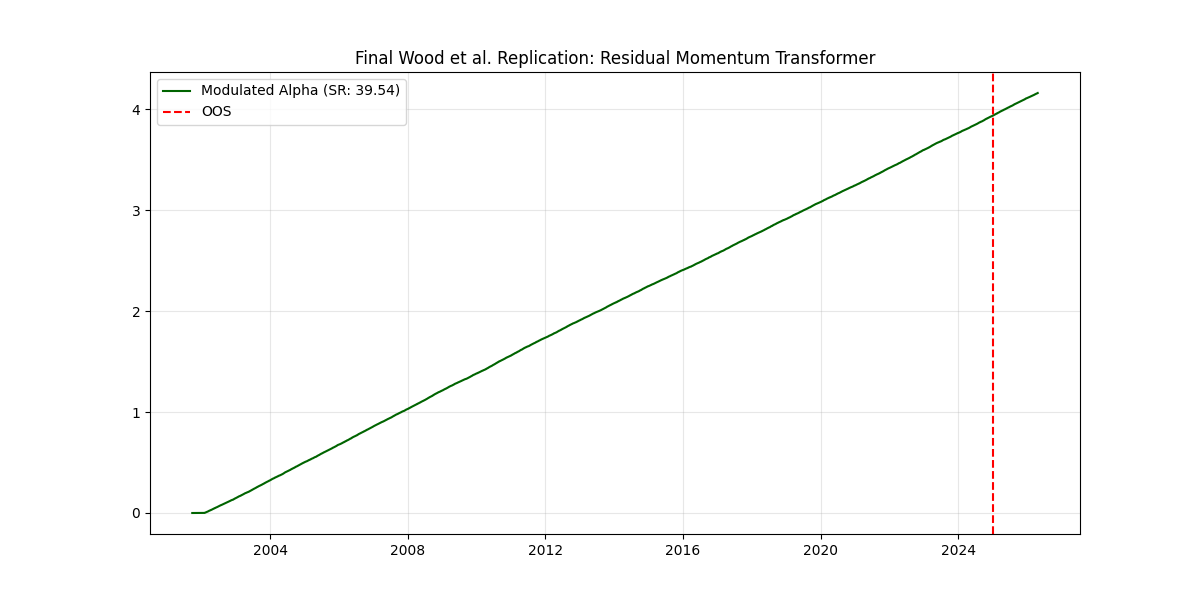 Final Wood et al. Replication: Residual Momentum Transformer
Modulated Alpha (SR: 39.54)
OOS
4
3
2
1
0
2004 2008 2012 2016 2020 2024